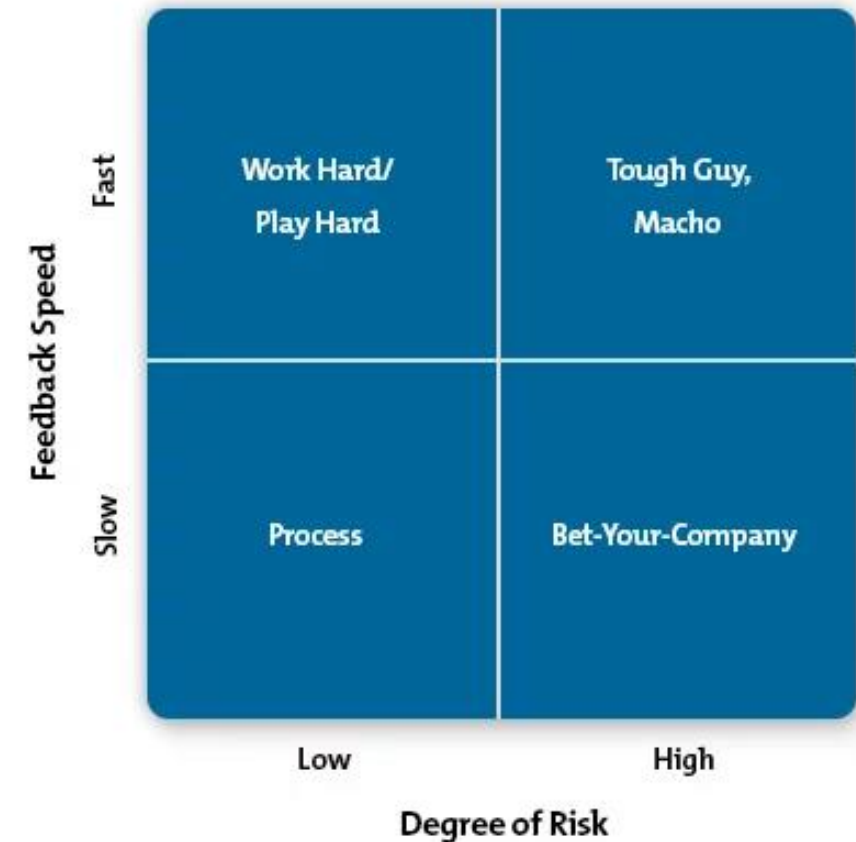 Feedback Speed
Fast
Work Hard/
Play Hard
Tough Guy,
Macho
Slow
Process
Bet-Your-Company
Low
High
Degree of Risk